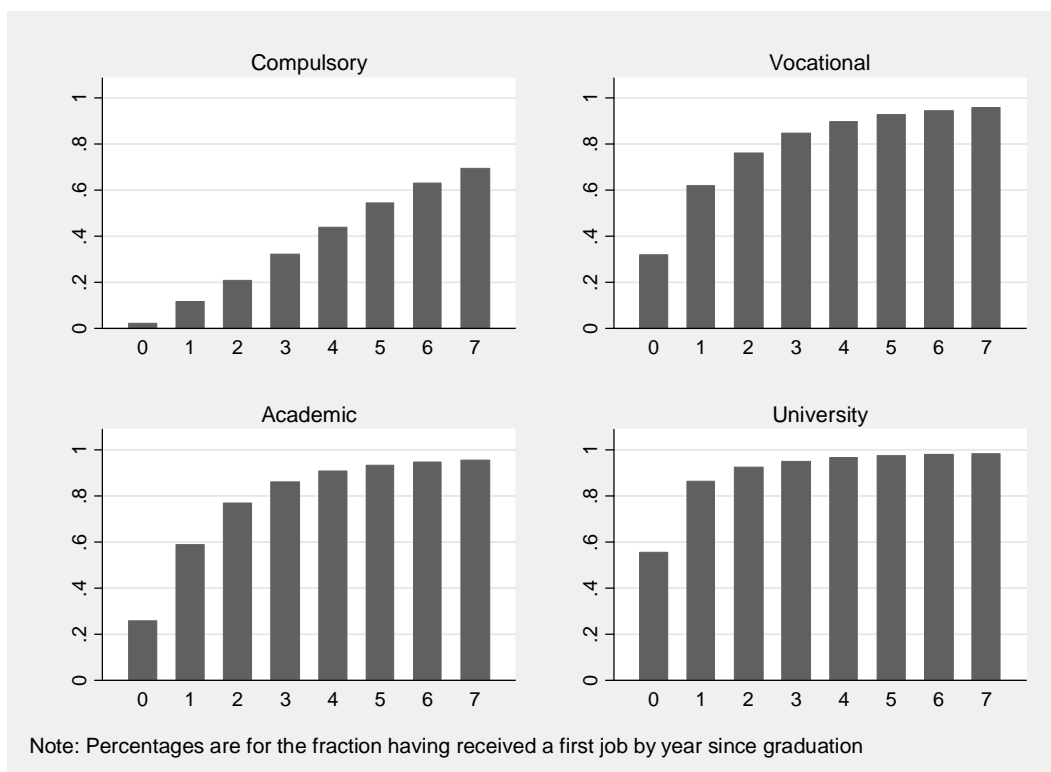 Compulsory
1
.8
.6
.4
.2
0
0 1 2 3 4 5 6 7
Vocational
1
.8
.6
.4
.2
0
0 1 2 3 4 5 6 7
Academic
1
.8
.6
.4
.2
0
0 1 2 3 4 5 6 7
University
1
.8
.6
.4
.2
0
0 1 2 3 4 5 6 7
Note: Percentages are for the fraction having received a first job by year since graduation